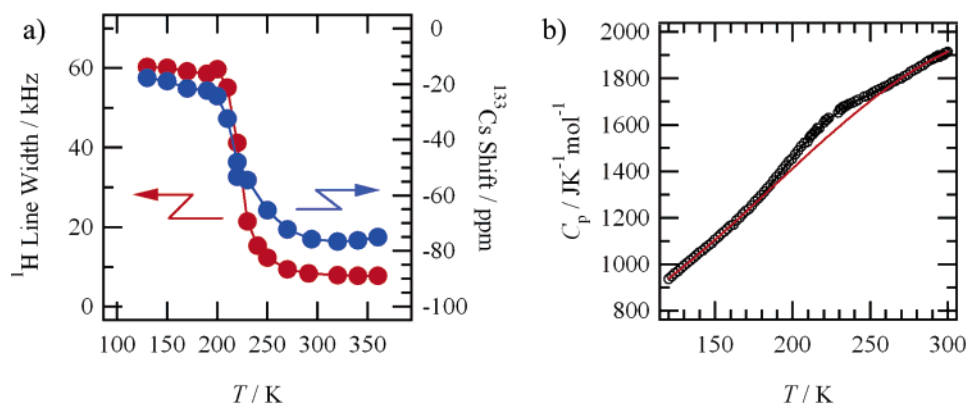 a)
0
-20
-40
-60
-80
-100
¹³³Cs Shift / ppm
60
40
20
0
¹H Line Width / kHz
100 150 200 250 300 350
T / K
b)
2000
1800
1600
1400
1200
1000
800
Cp / JK⁻¹mol⁻¹
150 200 250 300
T / K